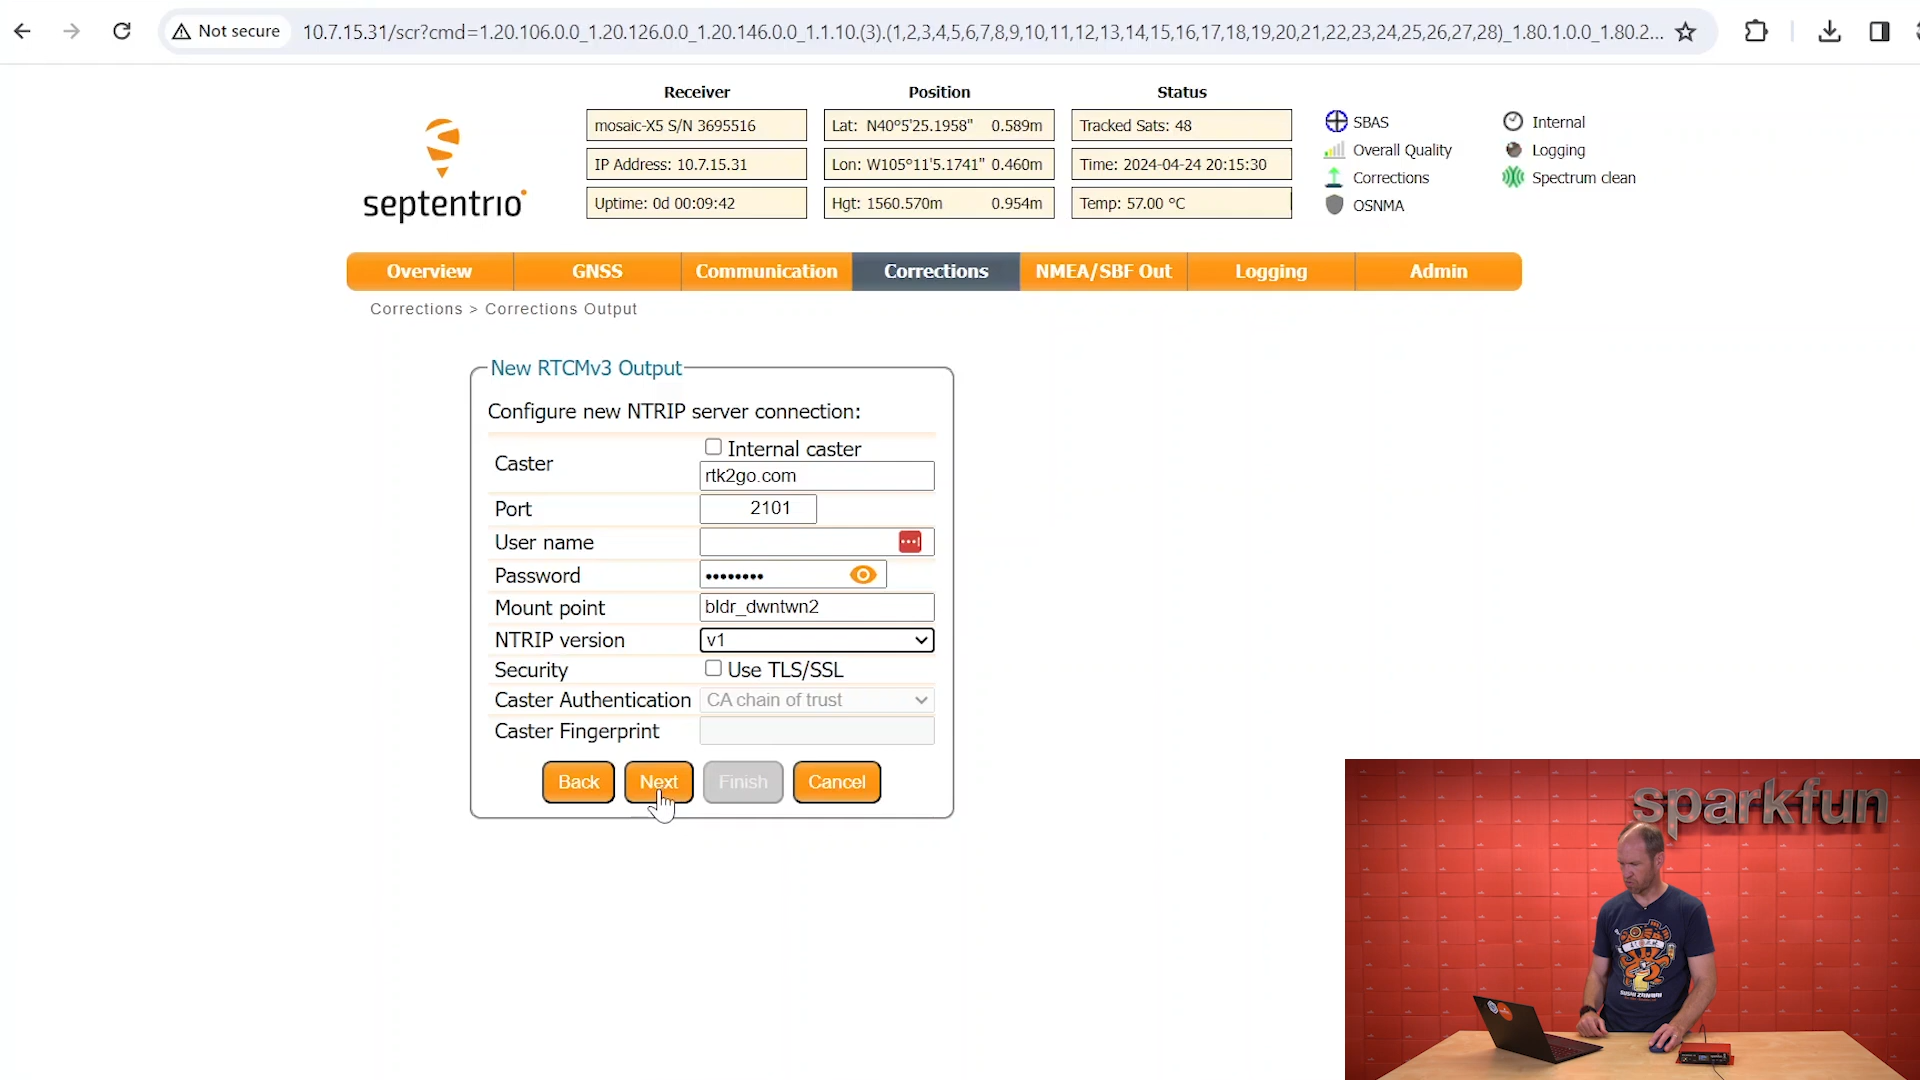 Not secure
10.7.15.31/scr?cmd=1.20.106.0.0_1.20.126.0.0_1.20.146.0.0_1.1.10.(3).(1,2,3,4,5,6,7,8,9,10,11,12,13,14,15,16,17,18,19,20,21,22,23,24,25,26,27,28)_1.80.1.0.0_1.80.2...
septentrio
Receiver
mosaic-X5 S/N 3695516
IP Address: 10.7.15.31
Uptime: 0d 00:09:42
Position
Lat: N40°5'25.1958" 0.589m
Lon: W105°11'5.1741" 0.460m
Hgt: 1560.570m 0.954m
Status
Tracked Sats: 48
Time: 2024-04-24 20:15:30
Temp: 57.00 °C
SBAS
Overall Quality
Corrections
OSNMA
Internal
Logging
Spectrum clean
Overview GNSS Communication Corrections NMEA/SBF Out Logging Admin
Corrections > Corrections Output
New RTCMv3 Output
Configure new NTRIP server connection:
Caster
Internal caster
rtk2go.com
Port 2101
User name
Password ••••••••
Mount point bldr_dwntwn2
NTRIP version v1
Security Use TLS/SSL
Caster Authentication CA chain of trust
Caster Fingerprint
Back Next Finish Cancel
sparkfun